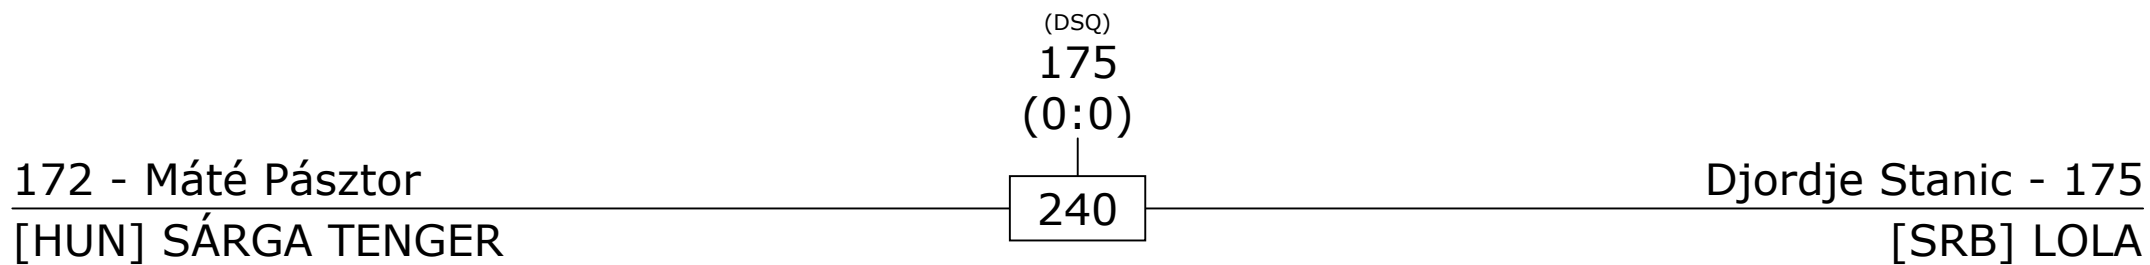 (DSQ)
175
(0:0)
172 - Máté Pásztor
Djordje Stanic - 175
240
[HUN] SÁRGA TENGER
[SRB] LOLA